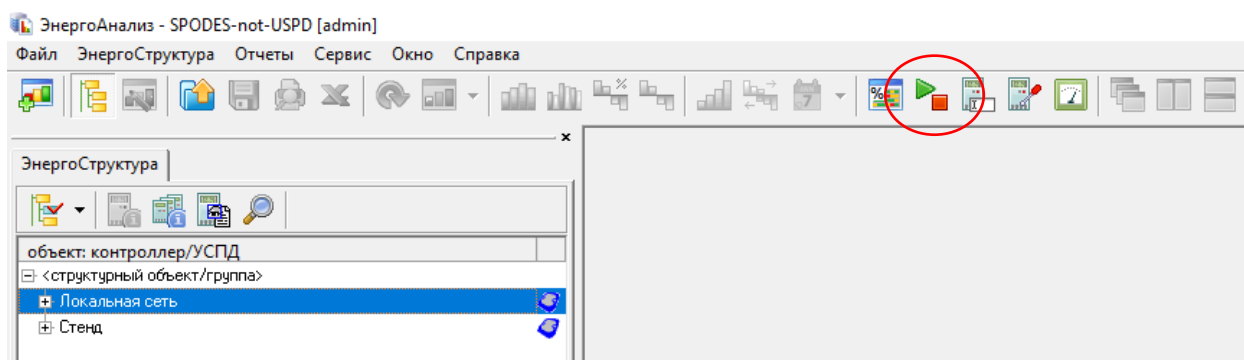 ЭнергоАнализ - SPODES-not-USPD [admin]
Файл ЭнергоСтруктура Отчеты Сервис Окно Справка
ЭнергоСтруктура
объект: контроллер/УСПД
<структурный объект/группа>
Локальная сеть
Стенд